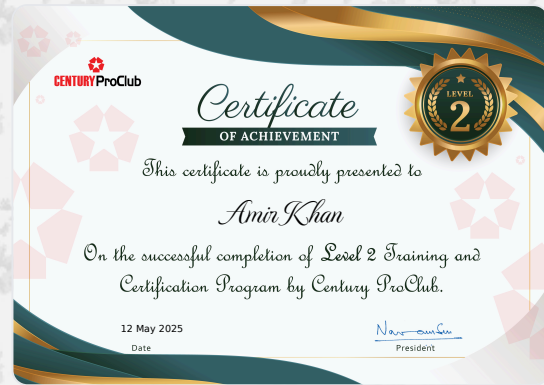 CENTURY ProClub
LEVEL
2
Certificate
OF ACHIEVEMENT
This certificate is proudly presented to
Amir Khan
On the successful completion of Level 2 Training and
Certification Program by Century ProClub.
12 May 2025
Date
President